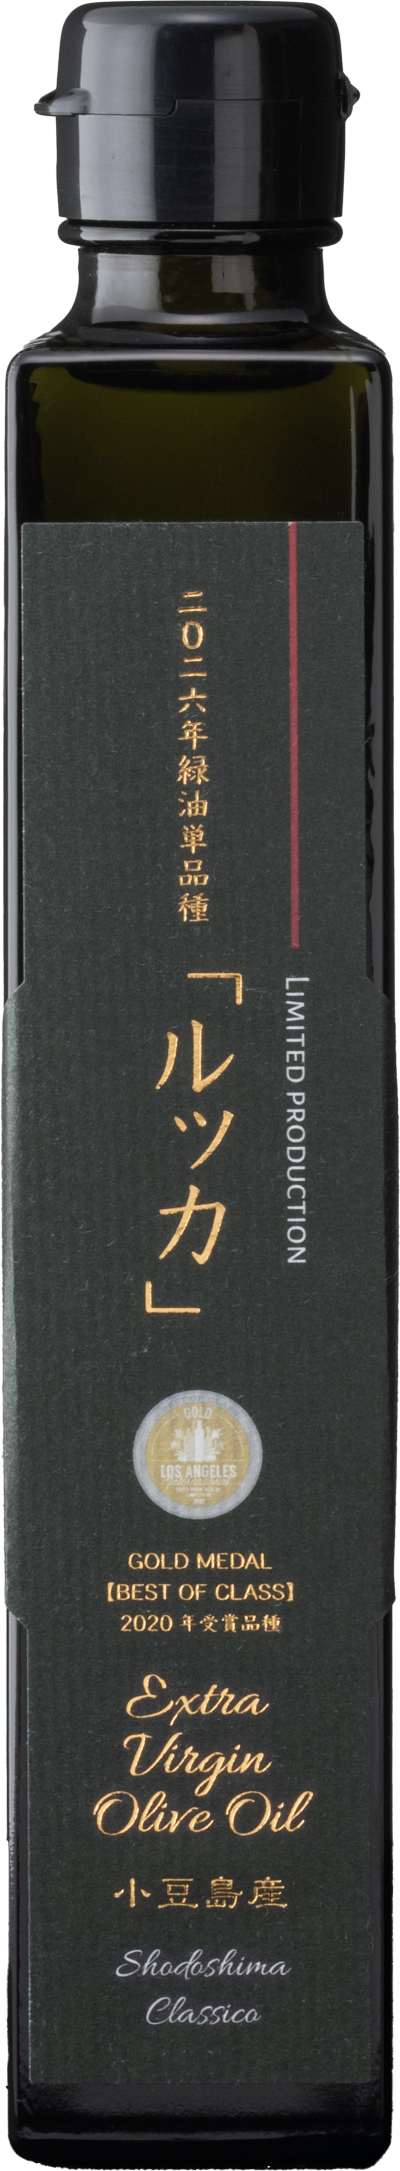 LIMITED PRODUCTION
二〇二六年緑油単品種
「ルッカ」
GOLD
LOS ANGELES
GOLD MEDAL
【BEST OF CLASS】
2020年受賞品種
Extra
Virgin
Olive Oil
小豆島産
Shodoshima
Classico